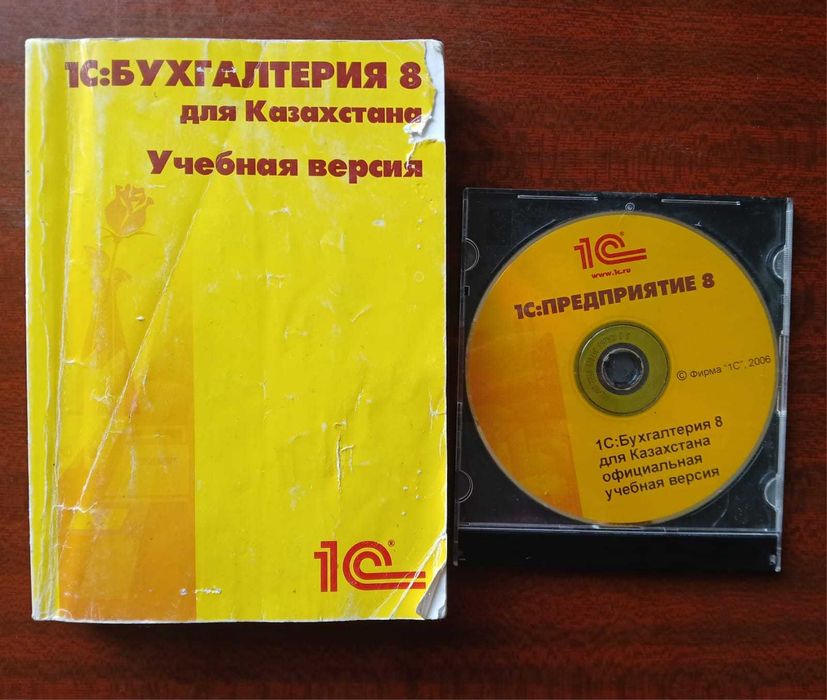 1С:БУХГАЛТЕРИЯ 8
для Казахстана
Учебная версия
1С®
©
1С
www.1c.ru
1С:ПРЕДПРИЯТИЕ 8
© Фирма "1С", 2006
1С:Бухгалтерия 8
для Казахстана
официальная
учебная версия